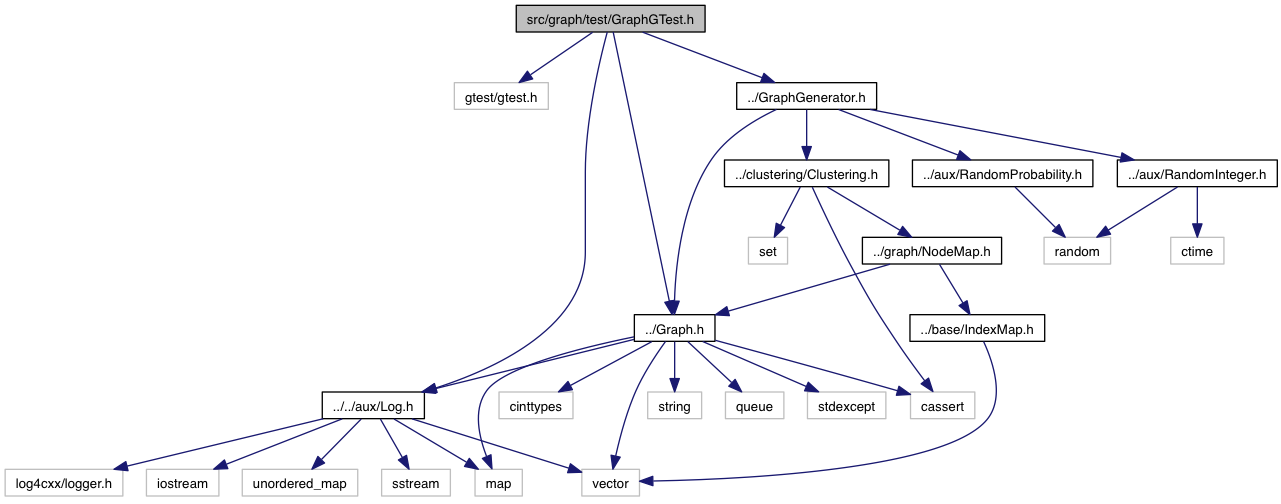 src/graph/test/GraphGTest.h
gtest/gtest.h
../GraphGenerator.h
../clustering/Clustering.h
../aux/RandomProbability.h
../aux/RandomInteger.h
set
../graph/NodeMap.h
random
ctime
../Graph.h
../base/IndexMap.h
../../aux/Log.h
cinttypes
string
queue
stdexcept
cassert
log4cxx/logger.h
iostream
unordered_map
sstream
map
vector